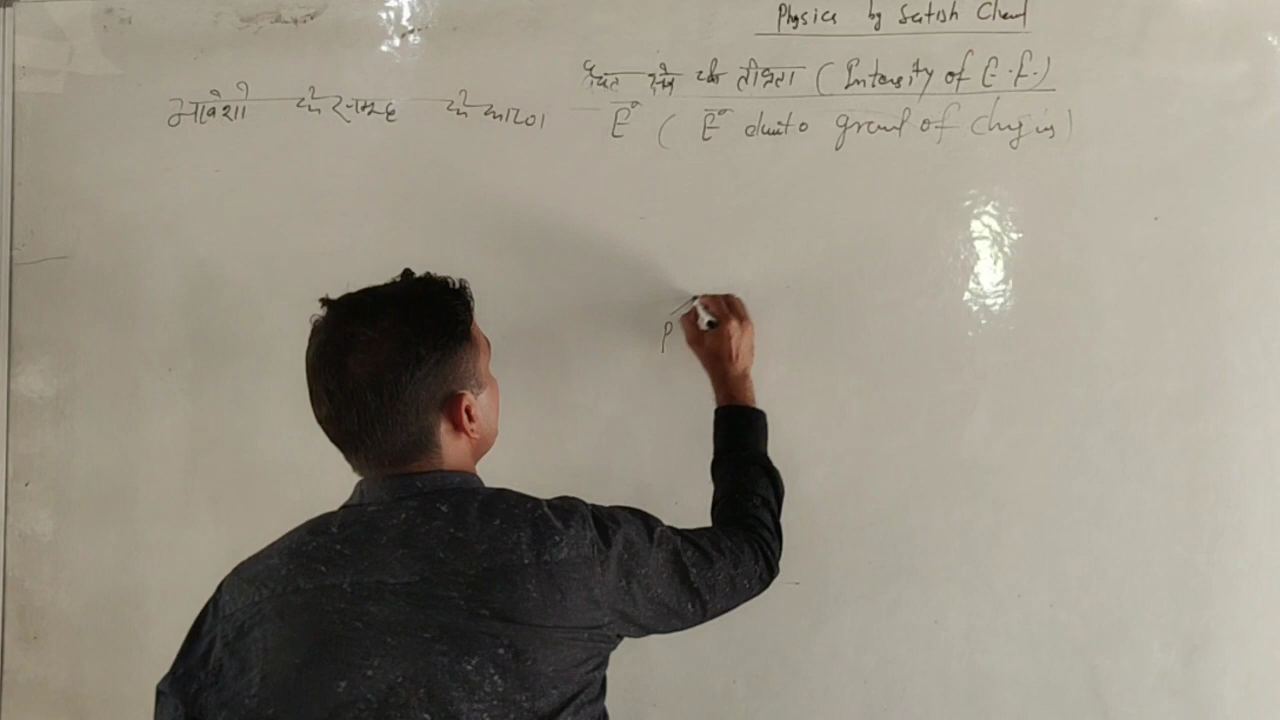 Physics by Satish Chand
क्षेत्र की तीव्रता (Intensity of E.F.)
आवेशो के समूह के कारण E (E due to group of charges)
P